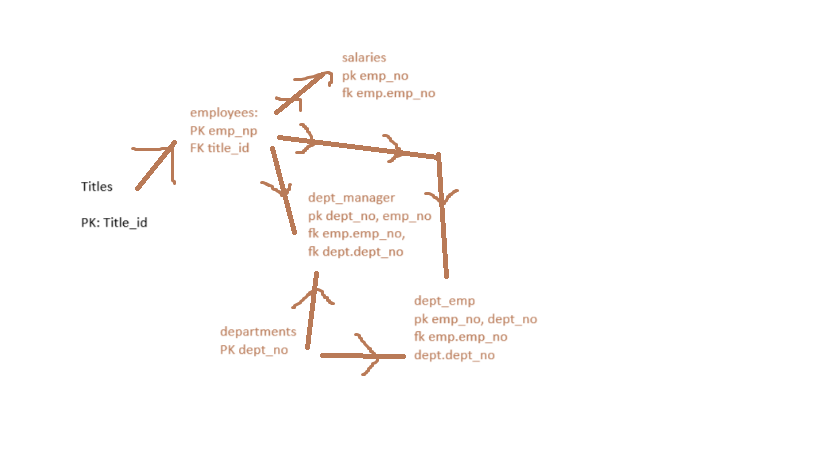 salaries
pk emp_no
fk emp.emp_no
employees:
PK emp_np
FK title_id
Titles
PK: Title_id
dept_manager
pk dept_no, emp_no
fk emp.emp_no,
fk dept.dept_no
dept_emp
pk emp_no, dept_no
fk emp.emp_no
dept.dept_no
departments
PK dept_no